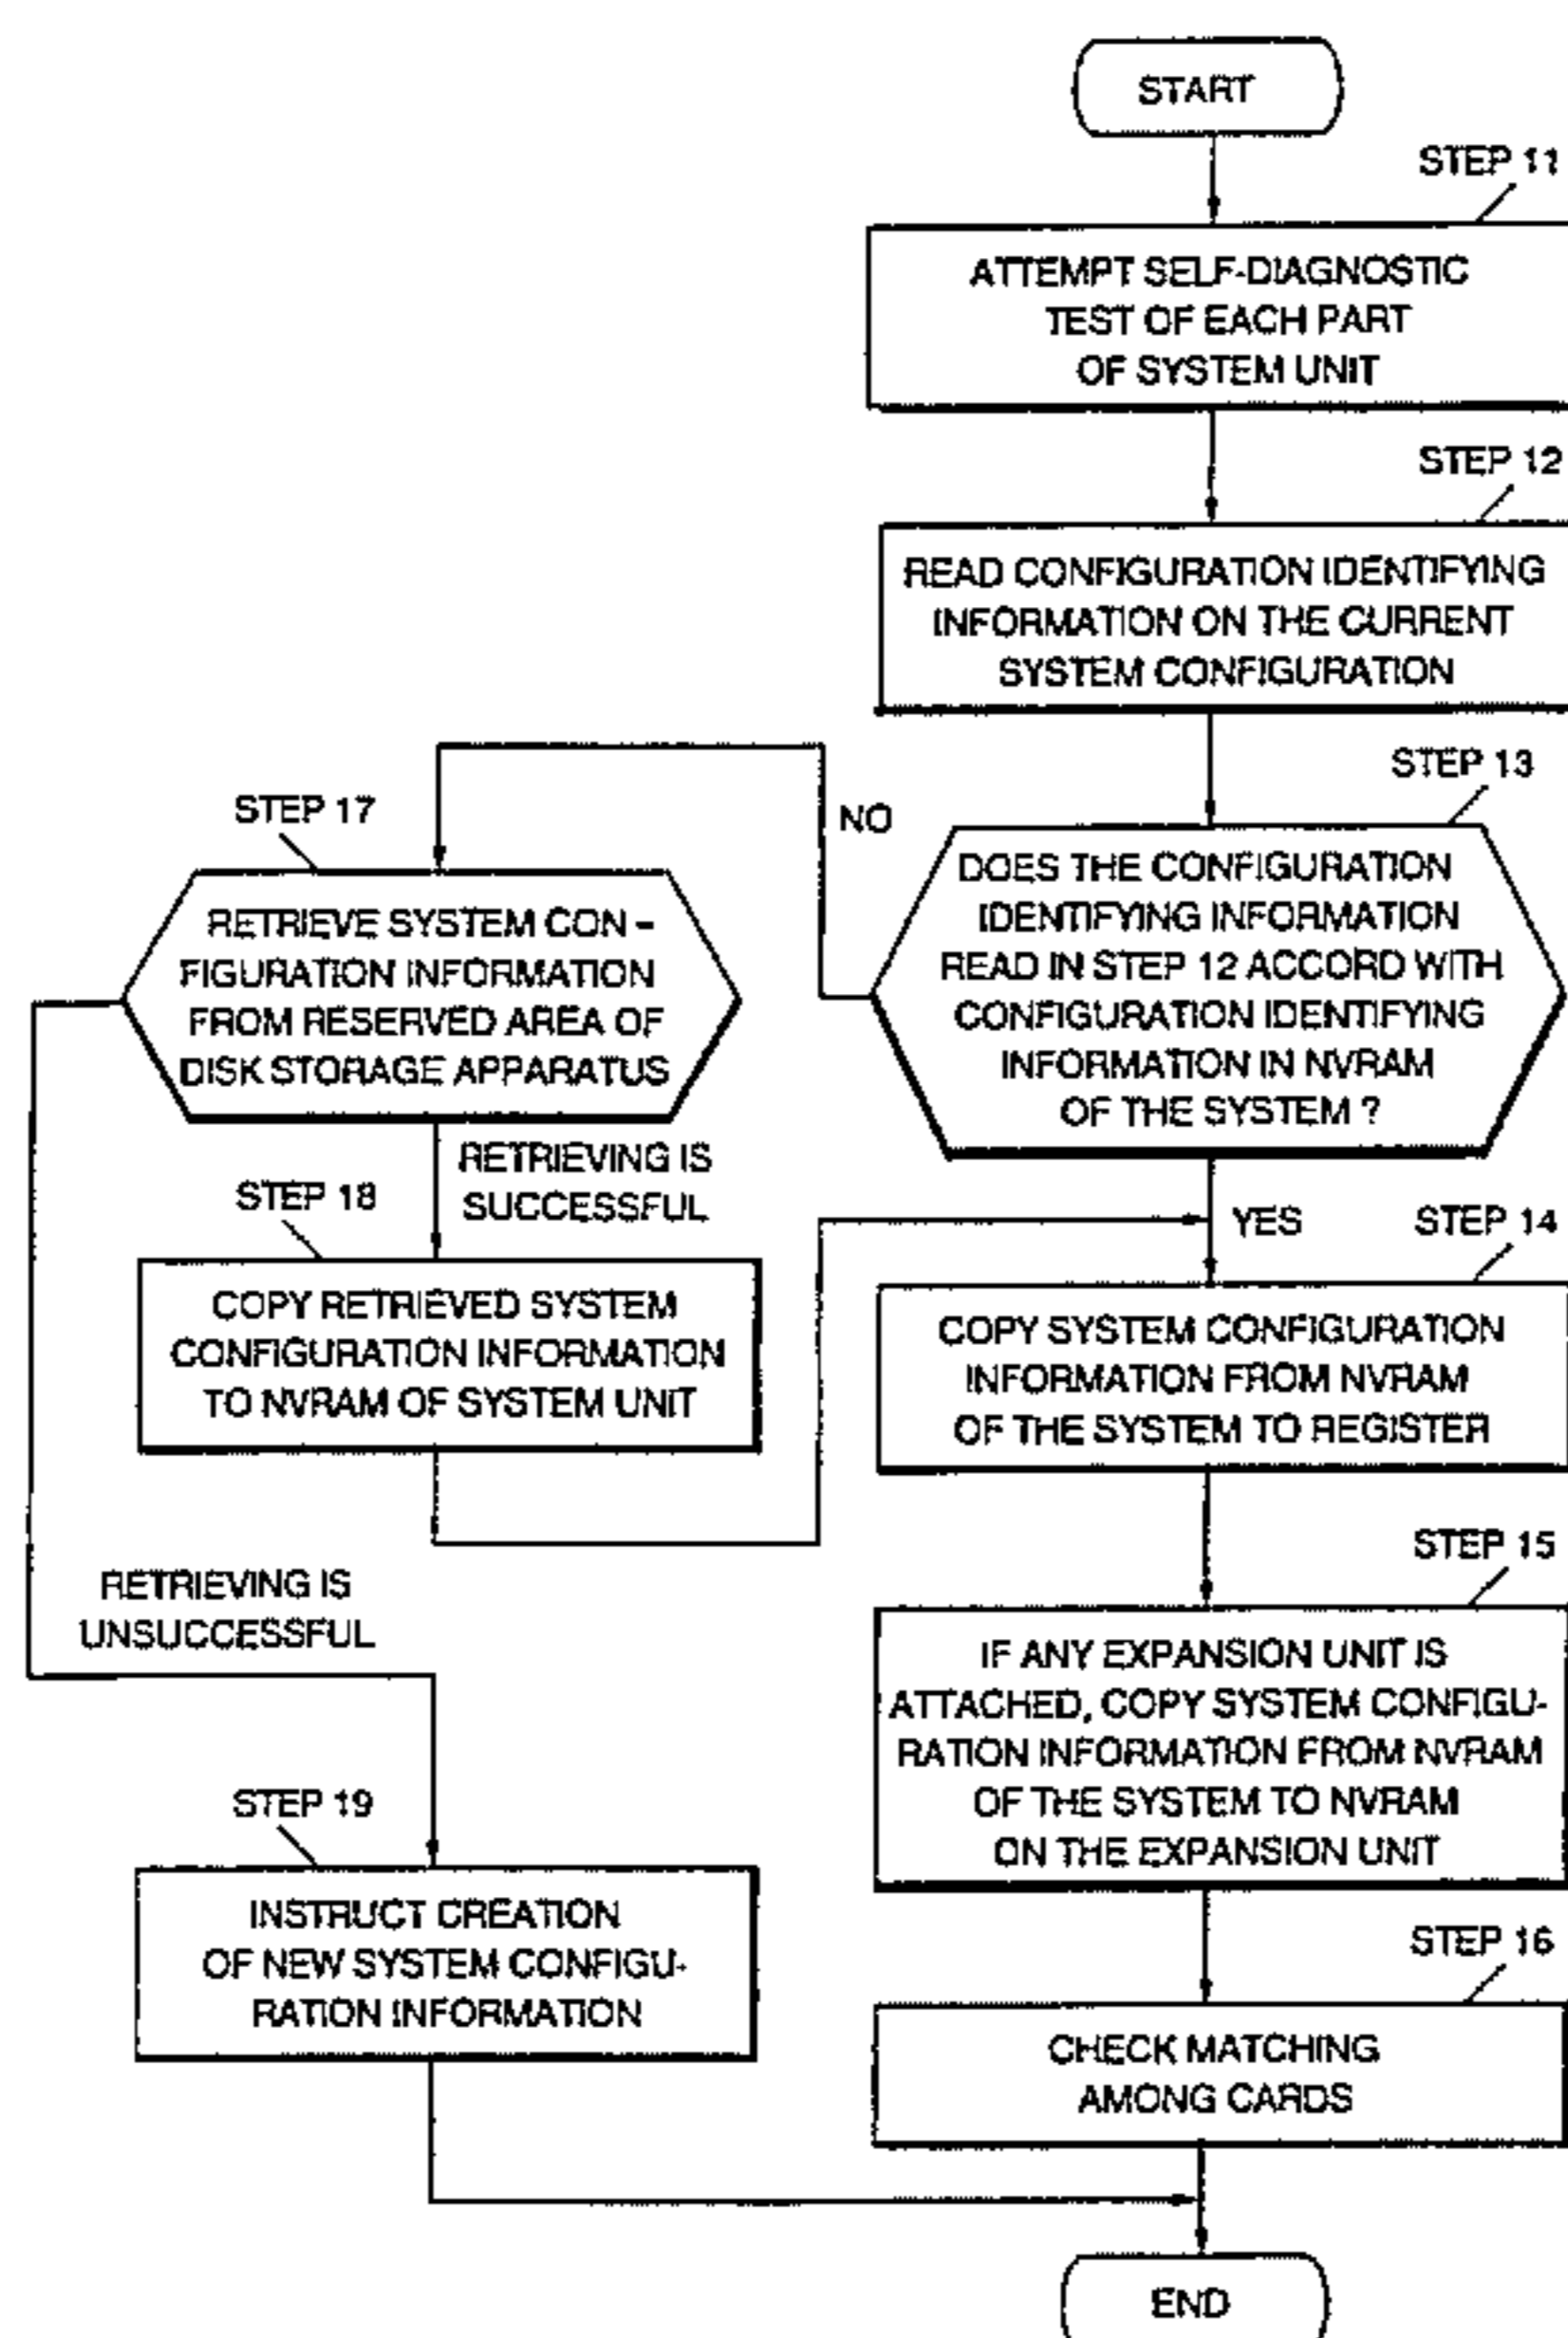 START
STEP 11
ATTEMPT SELF-DIAGNOSTIC
TEST OF EACH PART
OF SYSTEM UNIT
STEP 12
READ CONFIGURATION IDENTIFYING
INFORMATION ON THE CURRENT
SYSTEM CONFIGURATION
STEP 13
NO
DOES THE CONFIGURATION
IDENTIFYING INFORMATION
READ IN STEP 12 ACCORD WITH
CONFIGURATION IDENTIFYING
INFORMATION IN NVRAM
OF THE SYSTEM ?
STEP 17
RETRIEVE SYSTEM CON -
FIGURATION INFORMATION
FROM RESERVED AREA OF
DISK STORAGE APPARATUS
RETRIEVING IS
SUCCESSFUL
STEP 18
COPY RETRIEVED SYSTEM
CONFIGURATION INFORMATION
TO NVRAM OF SYSTEM UNIT
YES
STEP 14
COPY SYSTEM CONFIGURATION
INFORMATION FROM NVRAM
OF THE SYSTEM TO REGISTER
STEP 15
IF ANY EXPANSION UNIT IS
ATTACHED, COPY SYSTEM CONFIGU-
RATION INFORMATION FROM NVRAM
OF THE SYSTEM TO NVRAM
ON THE EXPANSION UNIT
RETRIEVING IS
UNSUCCESSFUL
STEP 19
INSTRUCT CREATION
OF NEW SYSTEM CONFIGU-
RATION INFORMATION
STEP 16
CHECK MATCHING
AMONG CARDS
END